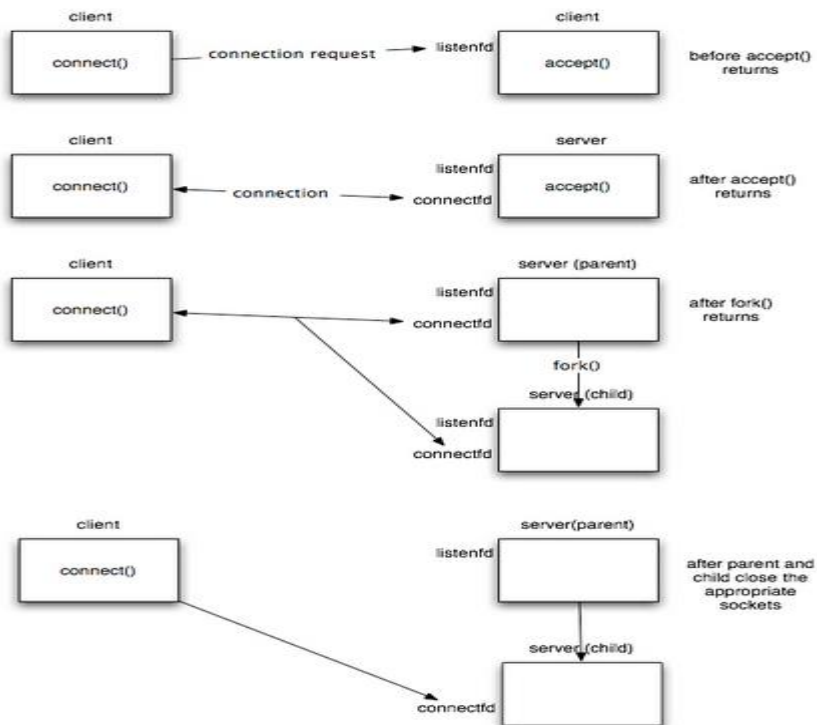 client
client
connect()
connection request
listenfd
accept()
before accept()
returns
client
server
connect()
connection
listenfd
connectfd
accept()
after accept()
returns
client
server (parent)
connect()
listenfd
connectfd
after fork()
returns
fork()
server (child)
listenfd
connectfd
client
server(parent)
connect()
listenfd
after parent and
child close the
appropriate
sockets
server (child)
connectfd